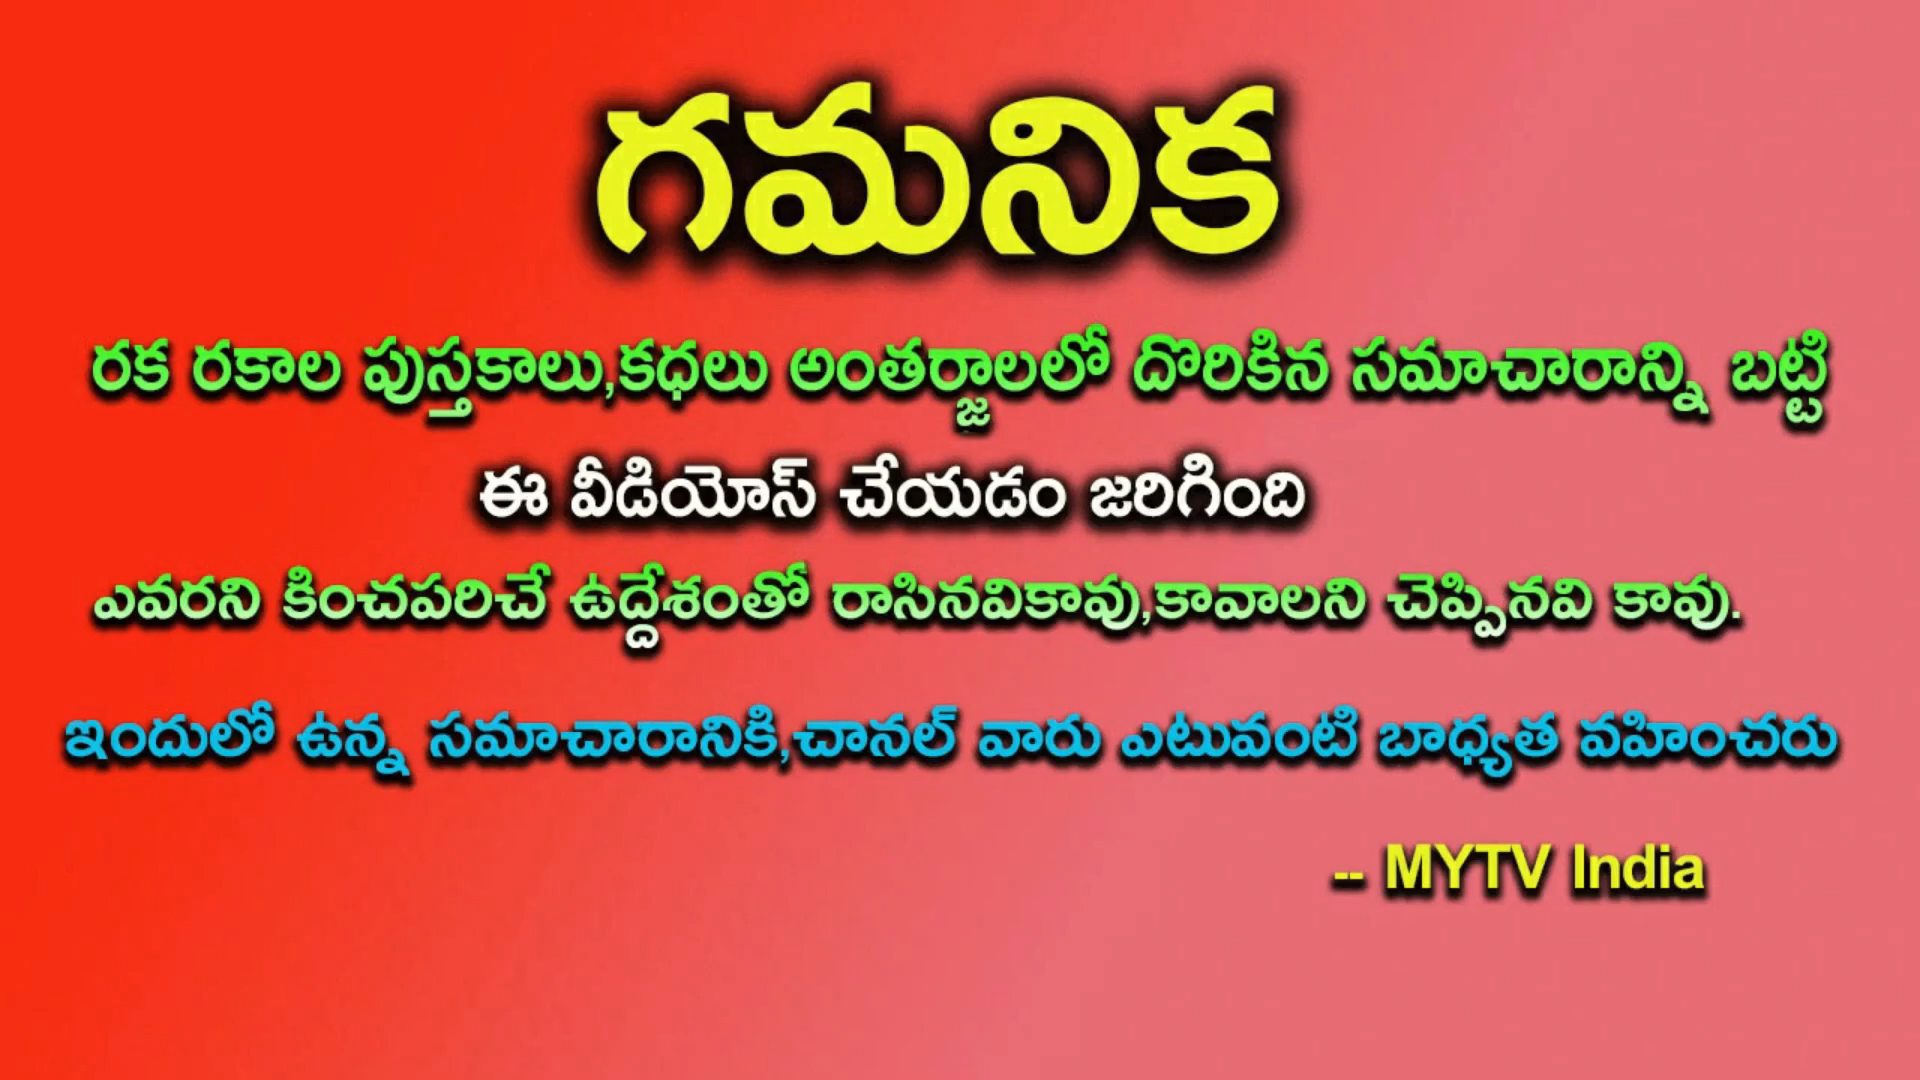 గమనిక
రక రకాల పుస్తకాలు,కధలు అంతర్జాలలో దొరికిన సమాచారాన్ని బట్టి
ఈ వీడియోస్ చేయడం జరిగింది
ఎవరని కించపరిచే ఉద్దేశంతో రాసినవికావు,కావాలని చెప్పినవి కావు.
ఇందులో ఉన్న సమాచారానికి,చానల్ వారు ఎటువంటి బాధ్యత వహించరు
-- MYTV India